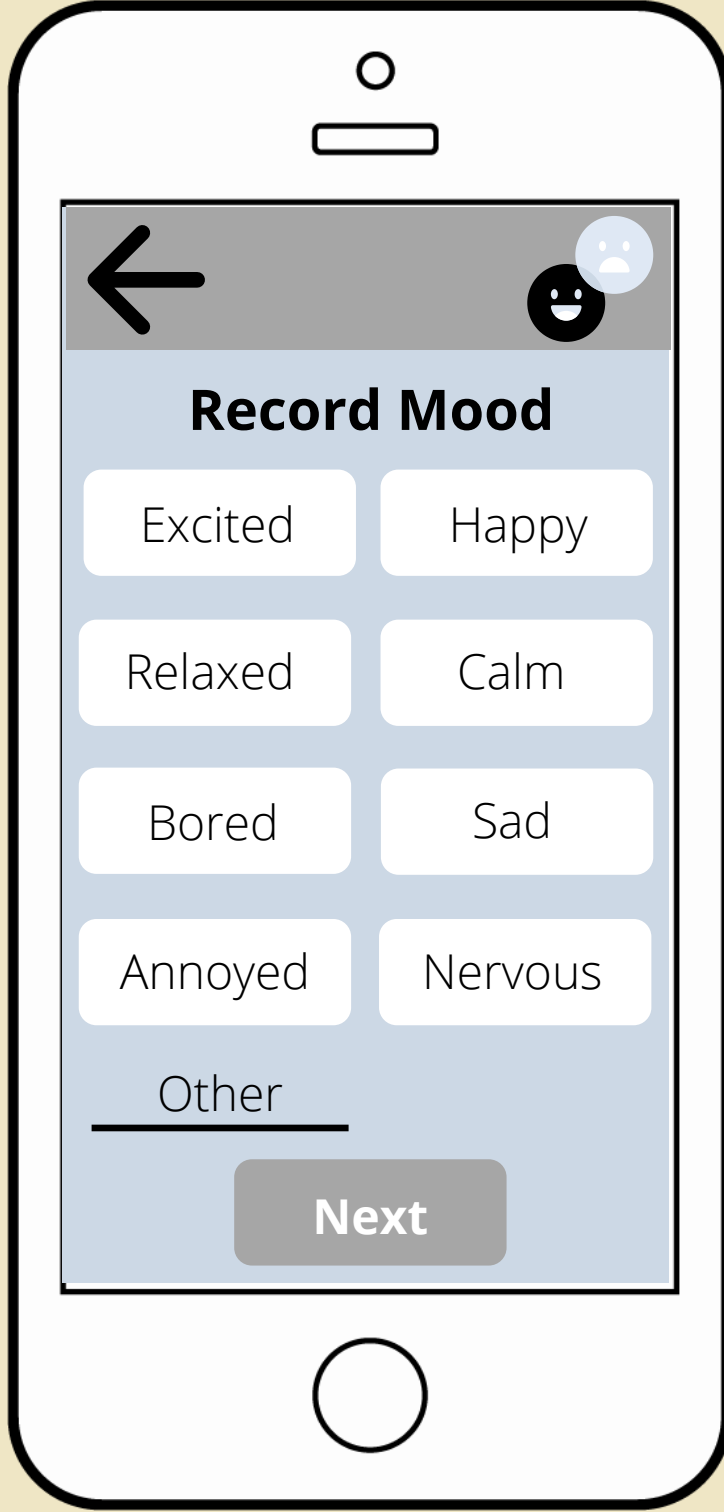 Record Mood
Excited Happy
Relaxed Calm
Bored Sad
Annoyed Nervous
Other
Next